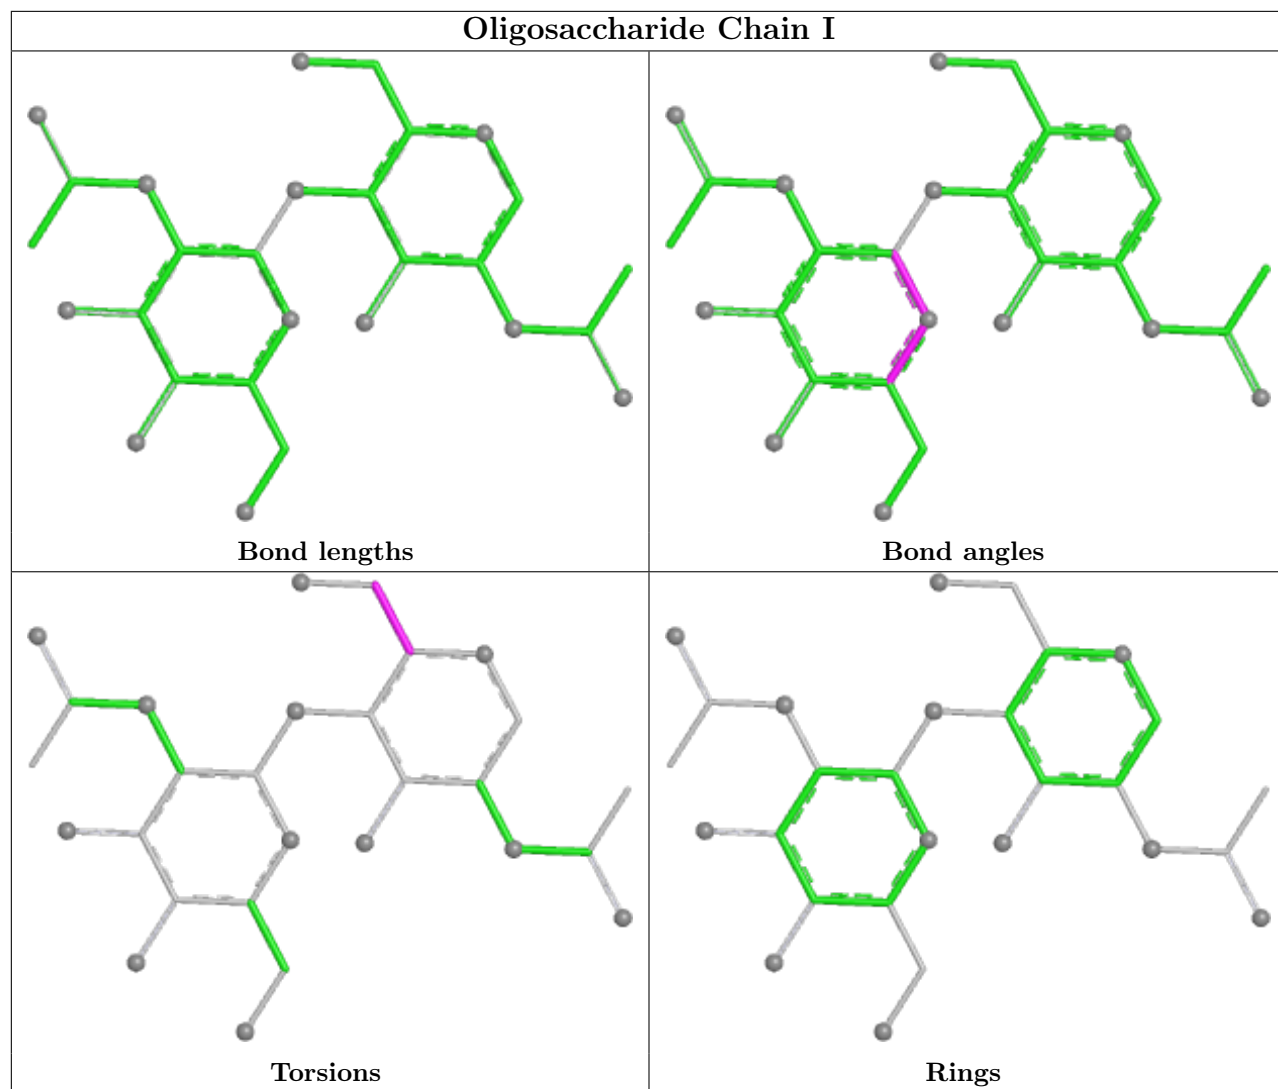 Oligosaccharide Chain I
Bond lengths
Bond angles
Torsions
Rings